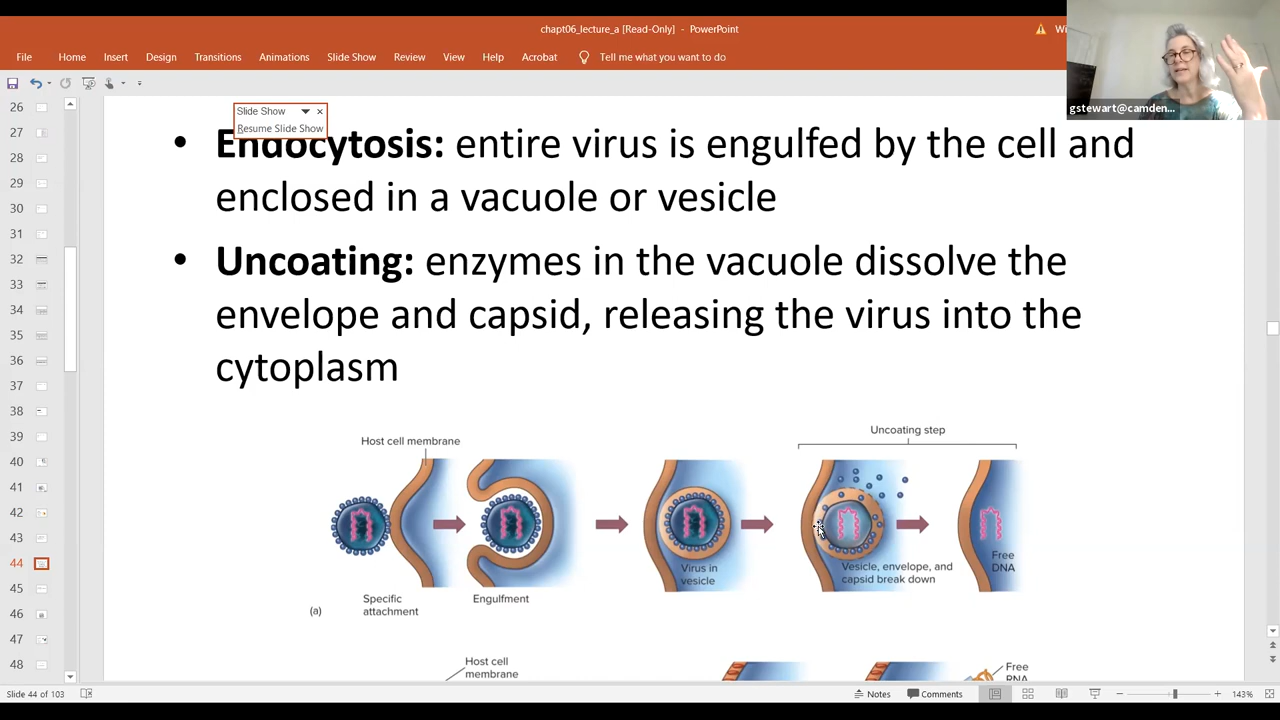 chapt06_lecture_a [Read-Only] - PowerPoint
gstewart@camden...
File Home Insert Design Transitions Animations Slide Show Review View Help Acrobat Tell me what you want to do
Slide Show
Resume Slide Show
26
27
28
29
30
31
32
33
34
35
36
37
38
39
40
41
42
43
44
45
46
47
48
• Endocytosis: entire virus is engulfed by the cell and
enclosed in a vacuole or vesicle
• Uncoating: enzymes in the vacuole dissolve the
envelope and capsid, releasing the virus into the
cytoplasm
Uncoating step
Host cell membrane
Virus in
vesicle
Vesicle, envelope, and
capsid break down
Free
DNA
Specific
attachment
Engulfment
(a)
Host cell
membrane
Free
RNA
Slide 44 of 103
Notes
Comments
143%